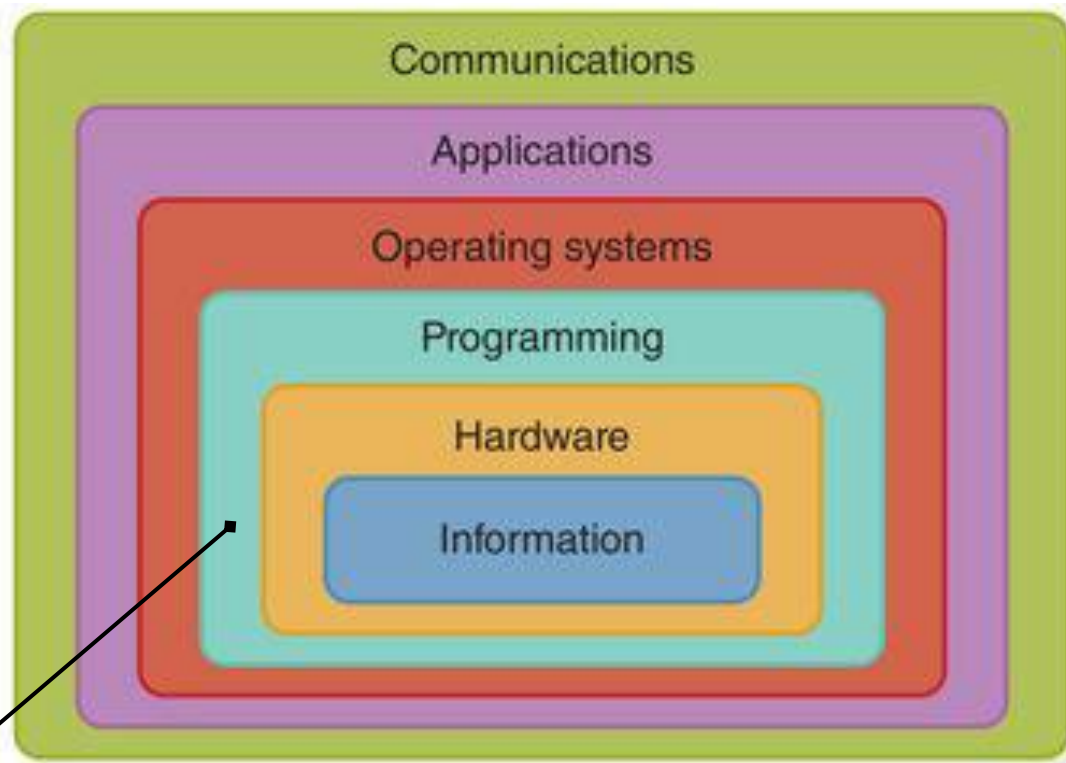 Communications
Applications
Operating systems
Programming
Hardware
Information